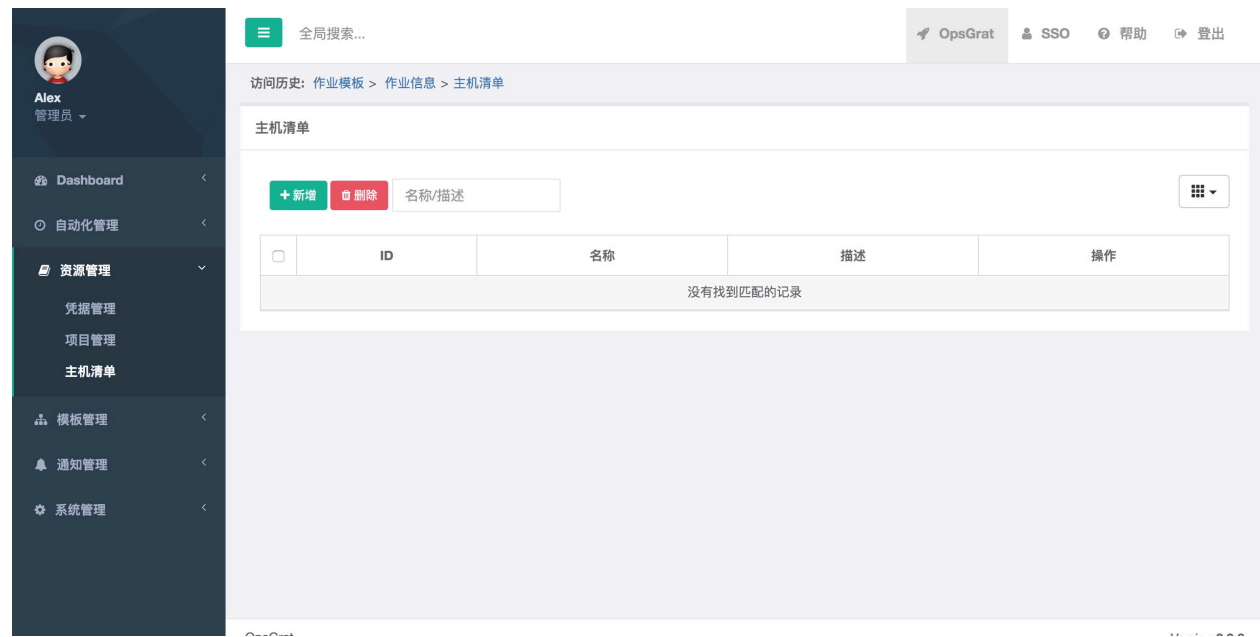 全局搜索...
OpsGrat
SSO
帮助
登出
Alex
管理员
访问历史: 作业模板 > 作业信息 > 主机清单
主机清单
Dashboard
自动化管理
资源管理
凭据管理
项目管理
主机清单
模板管理
通知管理
系统管理
新增
删除
名称/描述
ID 名称 描述 操作
没有找到匹配的记录
OpsGrat